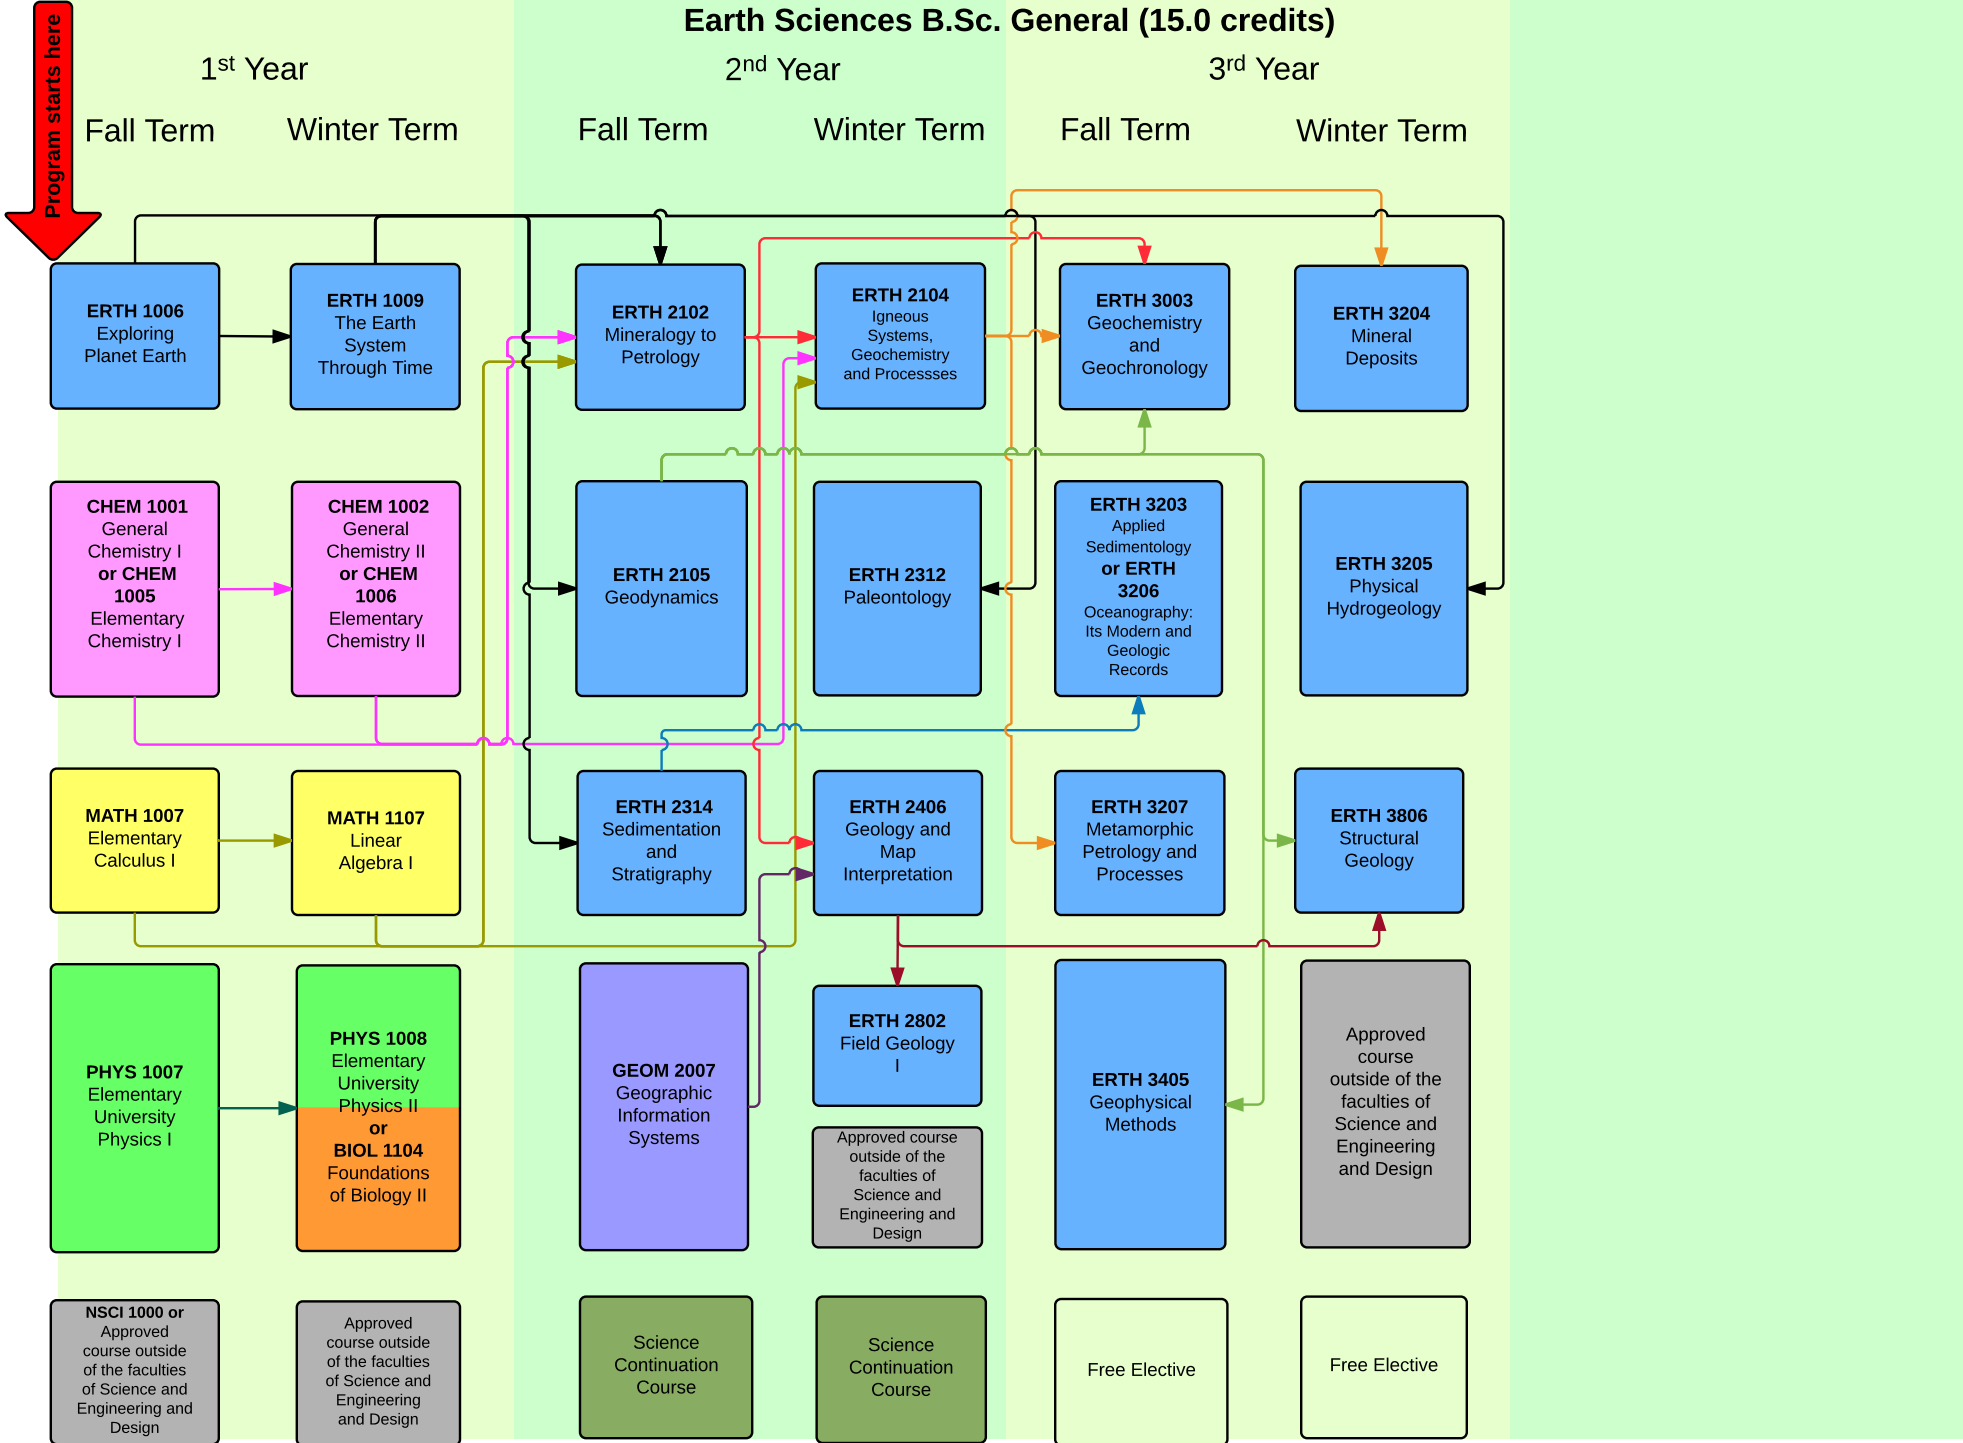 Program starts here
Earth Sciences B.Sc. General (15.0 credits)
1st Year
2nd Year
3rd Year
Fall Term
Winter Term
Fall Term
Winter Term
Fall Term
Winter Term
ERTH 1006
Exploring
Planet Earth
ERTH 1009
The Earth
System
Through Time
ERTH 2102
Mineralogy to
Petrology
ERTH 2104
Igneous
Systems,
Geochemistry
and Processses
ERTH 3003
Geochemistry
and
Geochronology
ERTH 3204
Mineral
Deposits
CHEM 1001
General
Chemistry I
or CHEM
1005
Elementary
Chemistry I
CHEM 1002
General
Chemistry II
or CHEM
1006
Elementary
Chemistry II
ERTH 2105
Geodynamics
ERTH 2312
Paleontology
ERTH 3203
Applied
Sedimentology
or ERTH
3206
Oceanography:
Its Modern and
Geologic
Records
ERTH 3205
Physical
Hydrogeology
MATH 1007
Elementary
Calculus I
MATH 1107
Linear
Algebra I
ERTH 2314
Sedimentation
and
Stratigraphy
ERTH 2406
Geology and
Map
Interpretation
ERTH 3207
Metamorphic
Petrology and
Processes
ERTH 3806
Structural
Geology
PHYS 1007
Elementary
University
Physics I
PHYS 1008
Elementary
University
Physics II
or
BIOL 1104
Foundations
of Biology II
GEOM 2007
Geographic
Information
Systems
ERTH 2802
Field Geology
I
Approved course
outside of the
faculties of
Science and
Engineering and
Design
ERTH 3405
Geophysical
Methods
Approved
course
outside of the
faculties of
Science and
Engineering
and Design
NSCI 1000 or
Approved
course outside
of the faculties
of Science and
Engineering and
Design
Approved
course outside
of the faculties
of Science and
Engineering
and Design
Science
Continuation
Course
Science
Continuation
Course
Free Elective
Free Elective